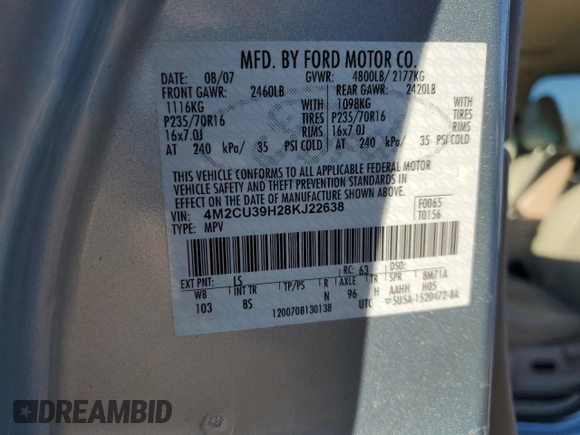 MFD. BY FORD MOTOR CO.
DATE: 08/07 GVWR: 4800LB/ 2177KG
FRONT GAWR: 2460LB REAR GAWR: 2420LB
1116KG WITH 1098KG WITH
P235/70R16 TIRES P235/70R16 TIRES
16x7.0J RIMS 16x7.0J RIMS
AT 240 kPa/ 35 PSI COLD AT 240 kPa/ 35 PSI COLD
THIS VEHICLE CONFORMS TO ALL APPLICABLE FEDERAL MOTOR
VEHICLE SAFETY AND THEFT PREVENTION STANDARDS IN
EFFECT ON THE DATE OF MANUFACTURE SHOWN ABOVE.
VIN: 4M2CU39H28KJ22638 F0065
TYPE: MPV T0156
EXT PNT: LS RC: 63 DSO:
WB INT TR TP/PS R AXLE TR SPR 8M71A
103 85 N 96 H AAHH H05
1200708130138 UTC ▽5U5A-1520472-BA
DREAMBID